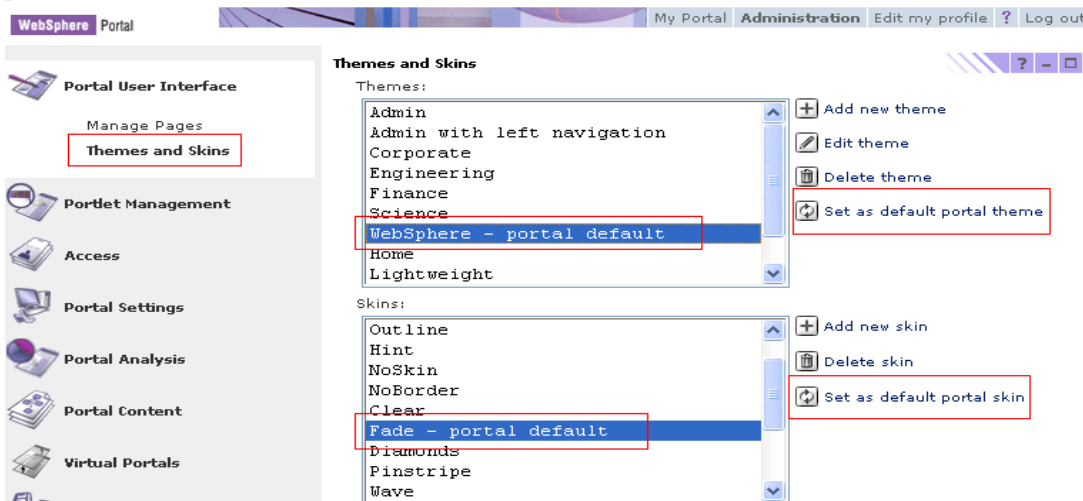 WebSphere Portal
My Portal Administration Edit my profile ? Log out
Portal User Interface
Manage Pages
Themes and Skins
Portlet Management
Access
Portal Settings
Portal Analysis
Portal Content
Virtual Portals
Themes and Skins
Themes:
Admin
Admin with left navigation
Corporate
Engineering
Finance
Science
WebSphere - portal default
Home
Lightweight
Add new theme
Edit theme
Delete theme
Set as default portal theme
Skins:
Outline
Hint
NoSkin
NoBorder
Clear
Fade - portal default
Diamonds
Pinstripe
Wave
Add new skin
Delete skin
Set as default portal skin